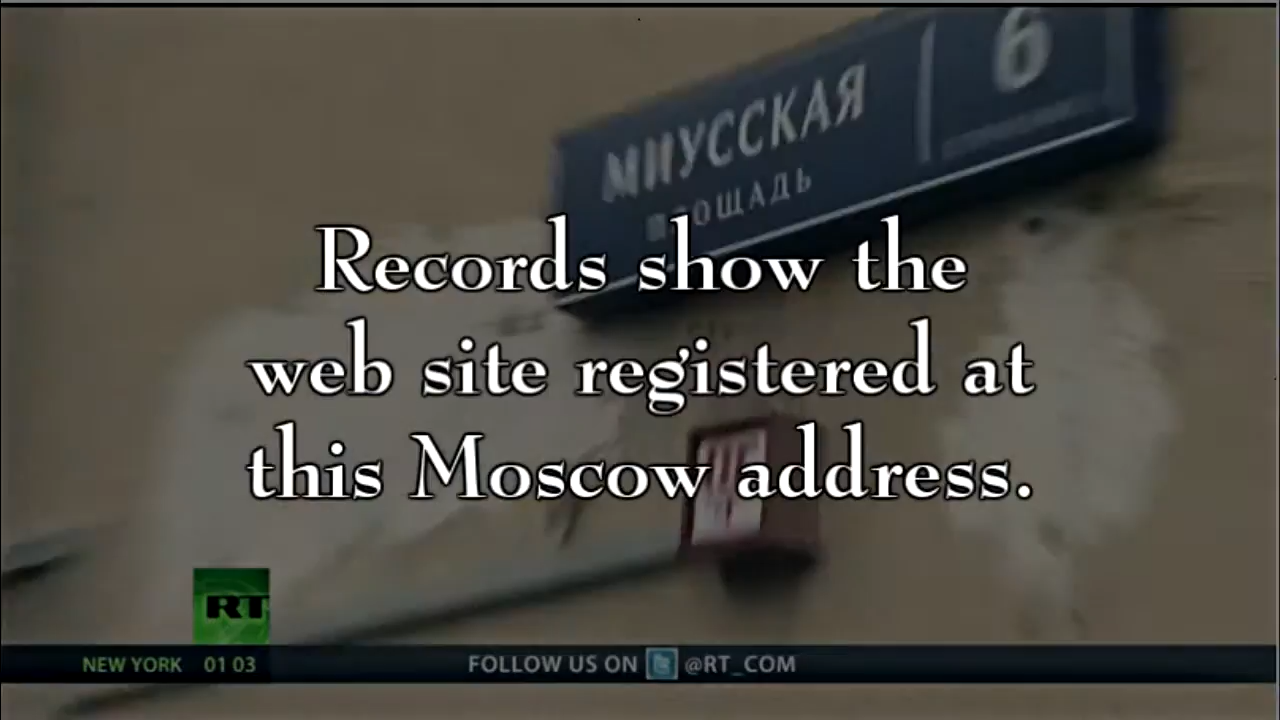 МИУССКАЯ 6
ПЛОЩАДЬ
Records show the
web site registered at
this Moscow address.
RT
NEW YORK 01 03 FOLLOW US ON @RT_COM